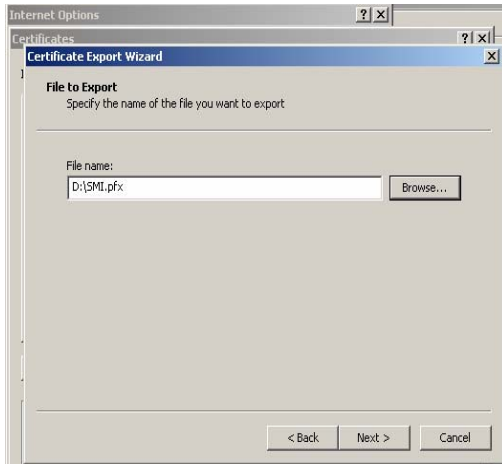 Internet Options
Certificates
Certificate Export Wizard
File to Export
Specify the name of the file you want to export
File name:
D:\SMI.pfx
Browse...
< Back
Next >
Cancel